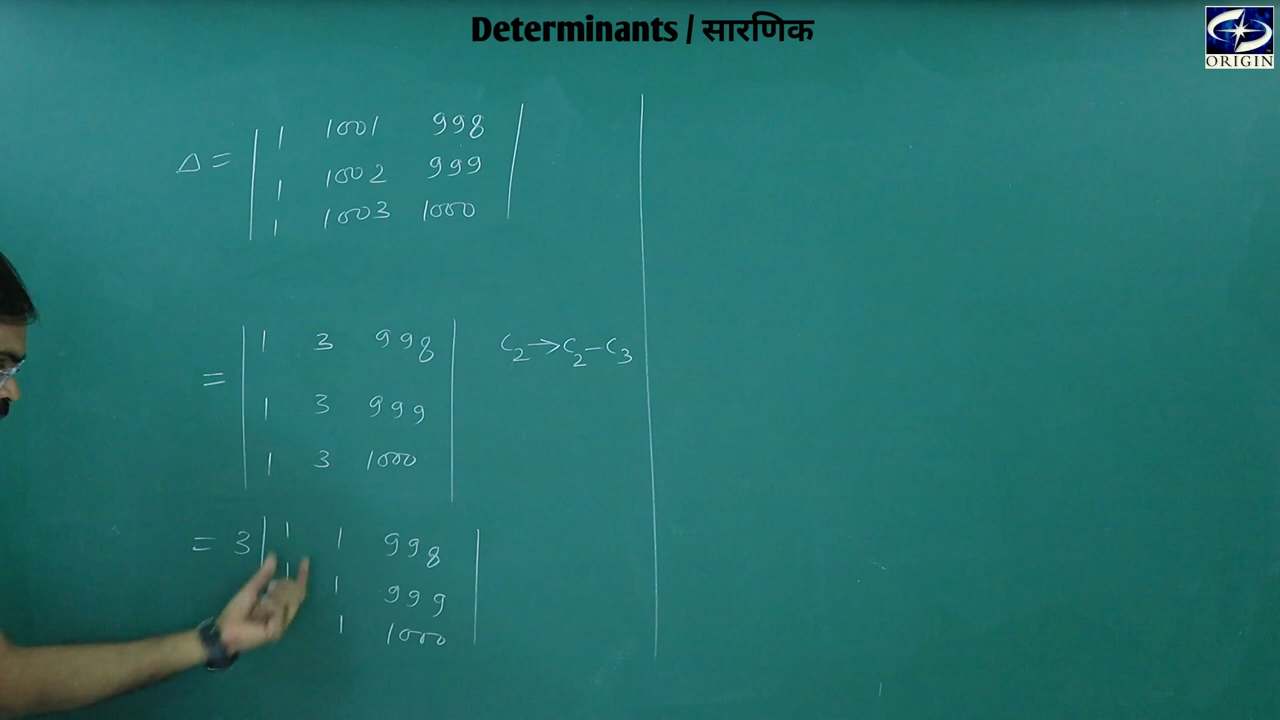 Determinants / सारणिक
ORIGIN
Δ = | 1 1001 998 |
| 1 1002 999 |
| 1 1003 1000 |
= | 1 3 998 | C₂→C₂-C₃
| 1 3 999 |
| 1 3 1000 |
= 3 | 1 1 998 |
| 1 1 999 |
1 1000 |